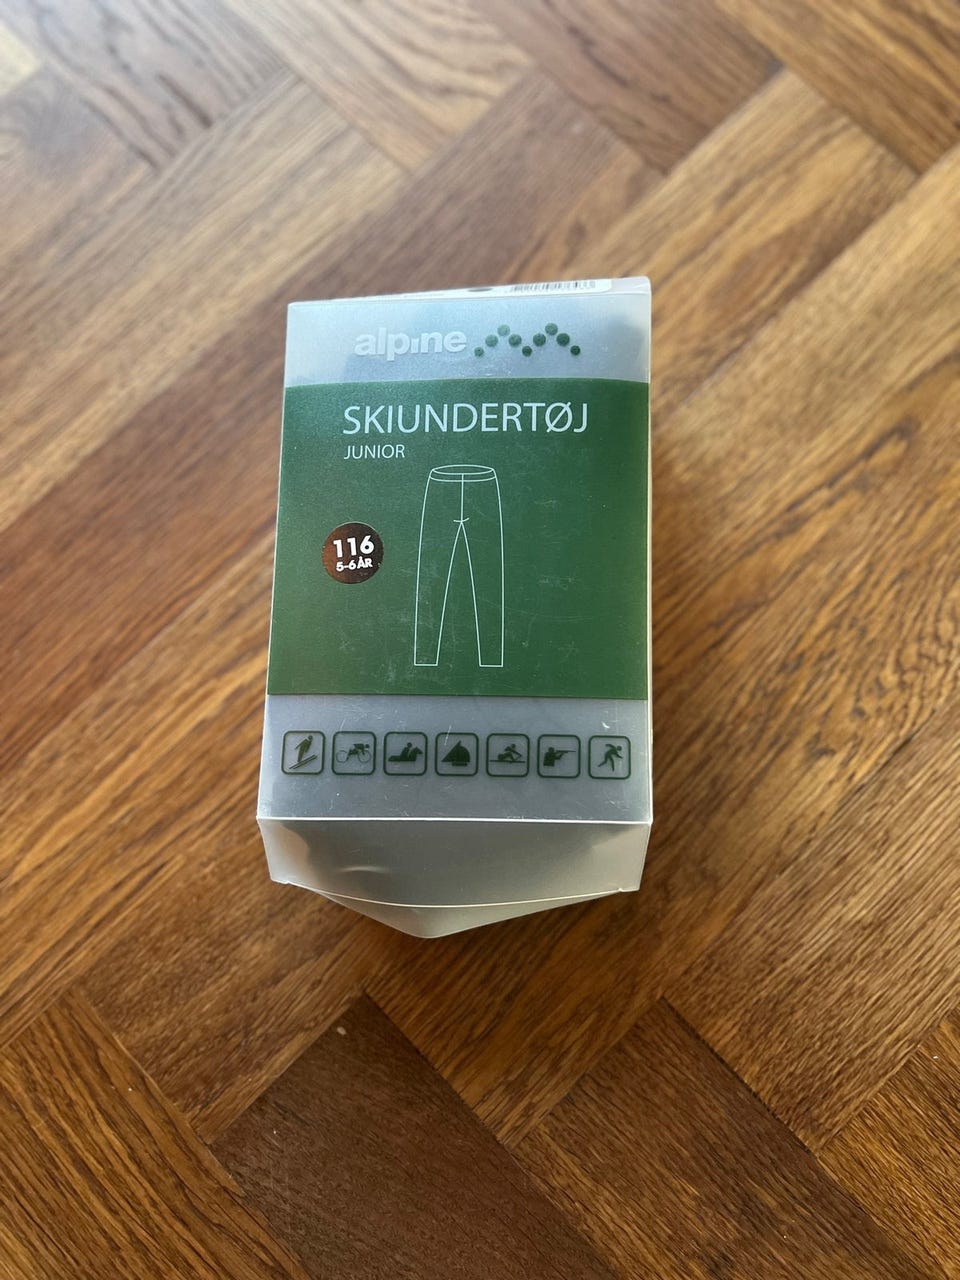 alpine
SKIUNDERTØJ
JUNIOR
116
5-6 ÅR